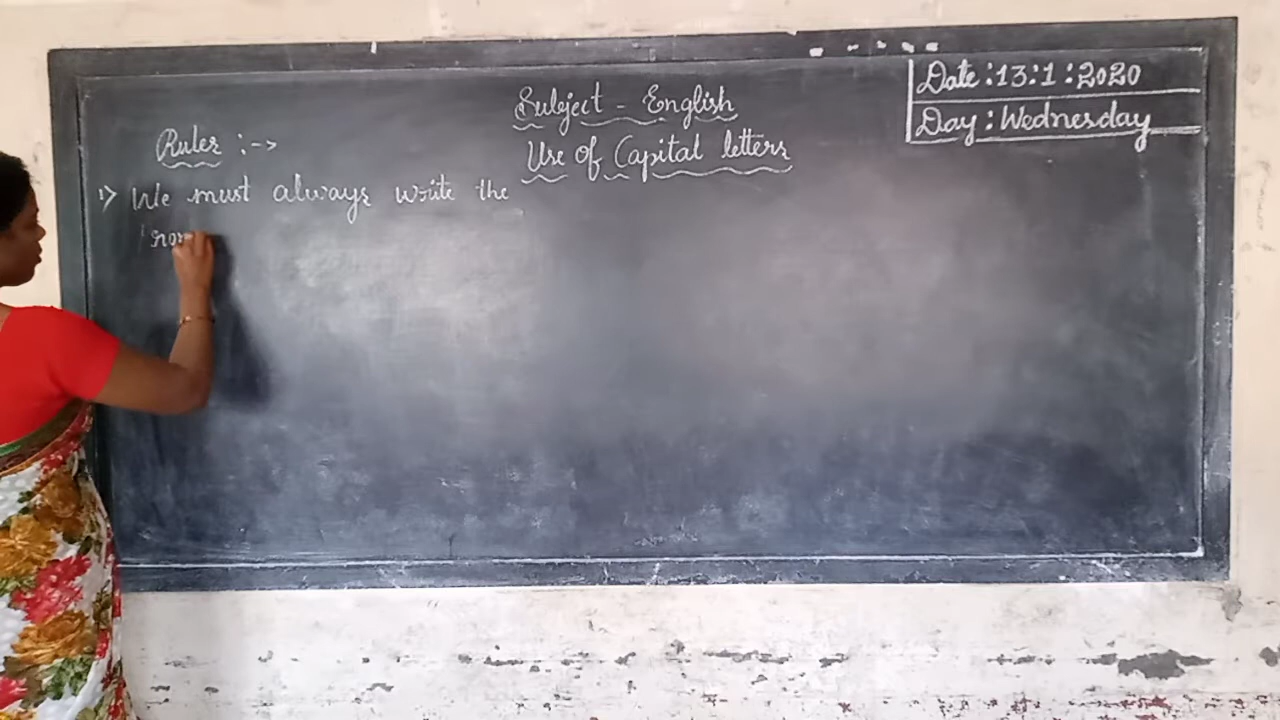 Subject - English
Use of Capital letters
Date : 13 : 1 : 2020
Day : Wednesday
Rules :->
1) We must always write the